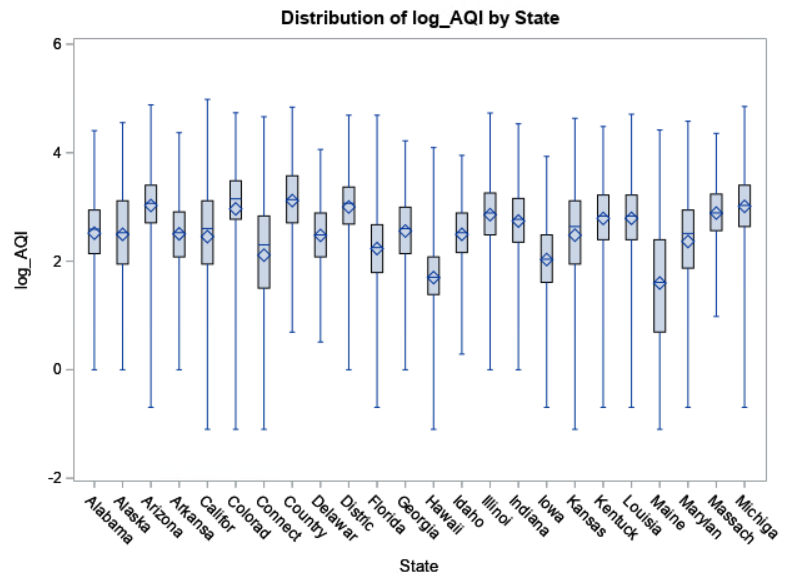 Distribution of log_AQI by State
6
4
2
0
-2
log_AQI
Alabama
Alaska
Arizona
Arkansa
Califor
Colorad
Connect
Country
Delawar
Distric
Florida
Georgia
Hawaii
Idaho
Illinoi
Indiana
Iowa
Kansas
Kentuck
Louisia
Maine
Marylan
Massach
Michiga
State